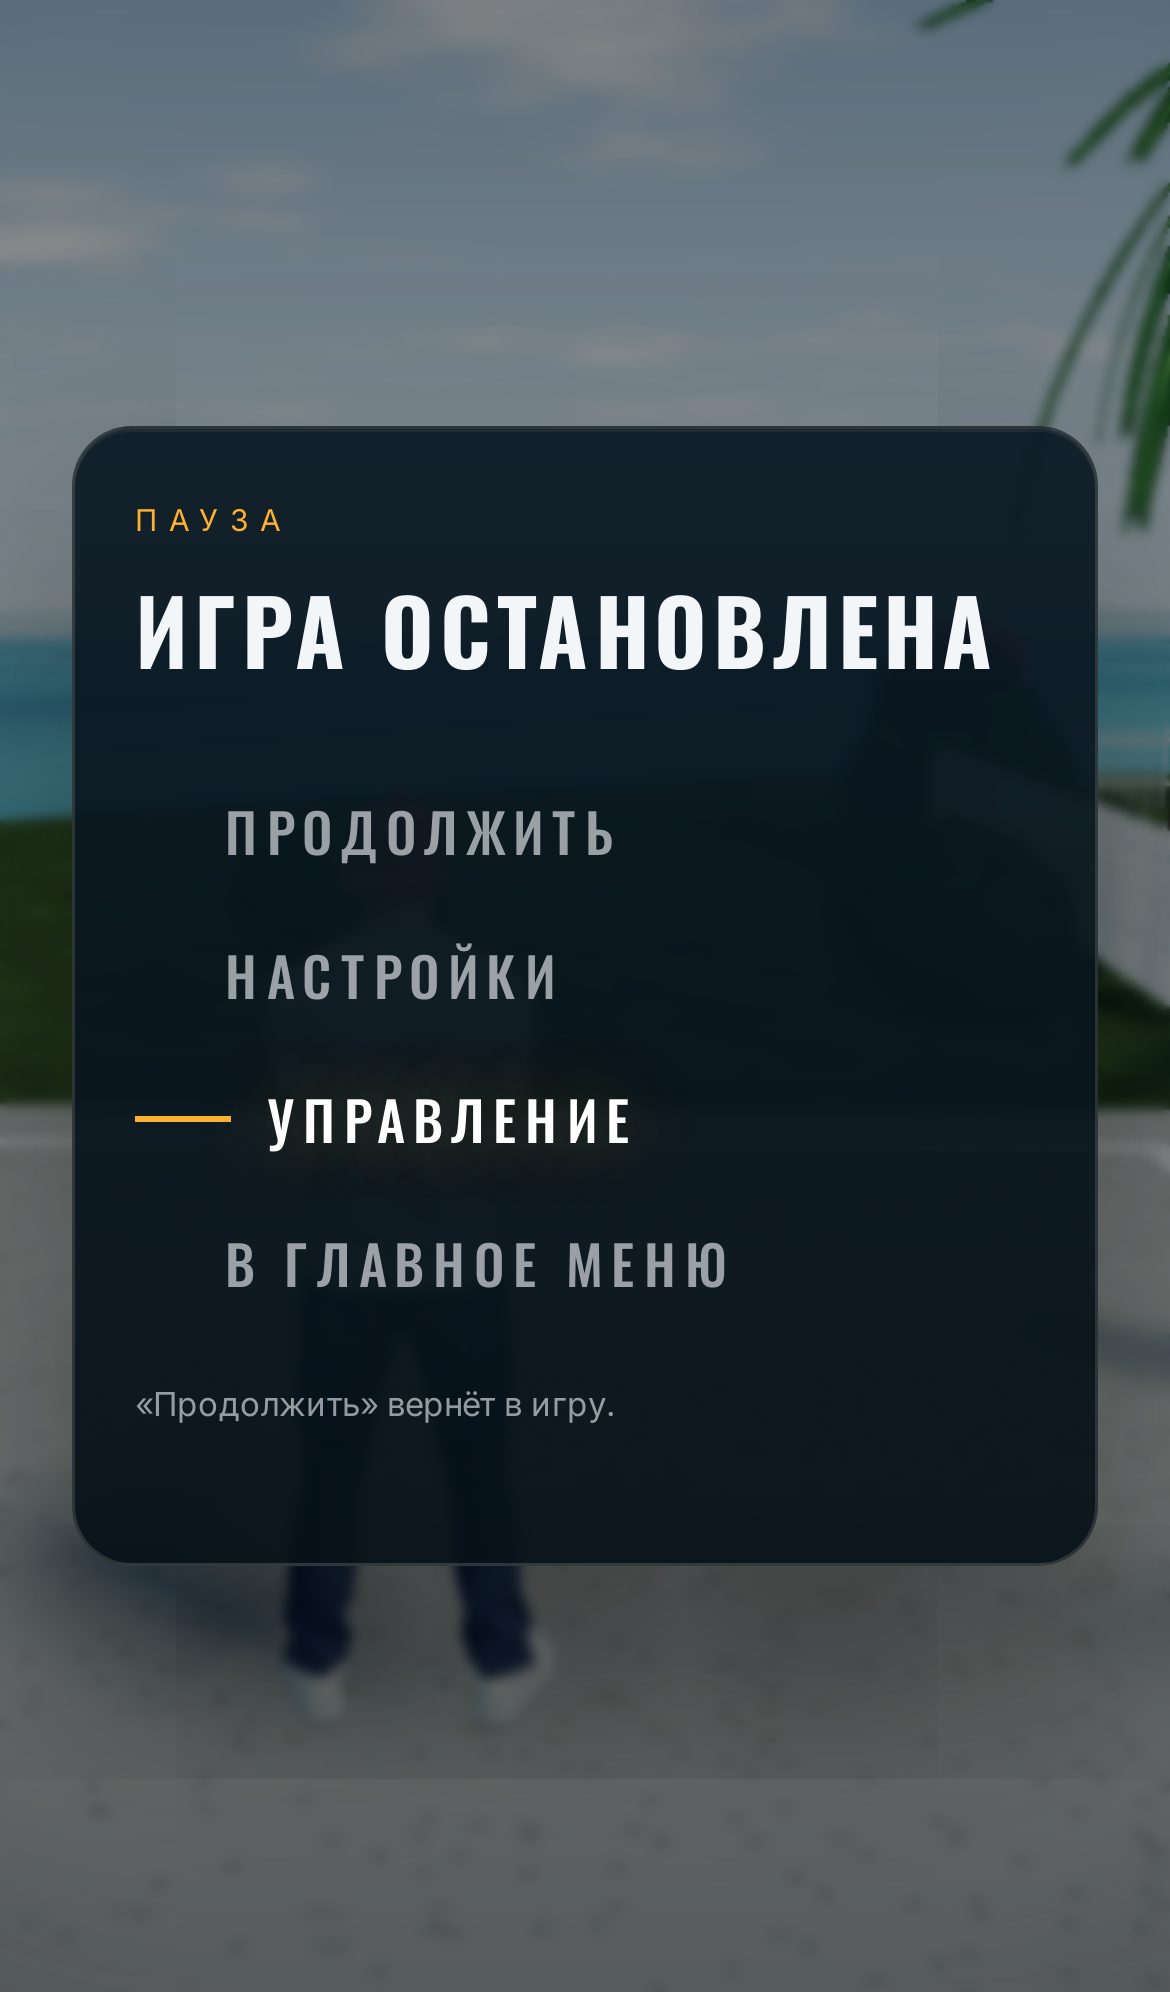 ПАУЗА
ИГРА ОСТАНОВЛЕНА
ПРОДОЛЖИТЬ
НАСТРОЙКИ
УПРАВЛЕНИЕ
В ГЛАВНОЕ МЕНЮ
«Продолжить» вернёт в игру.